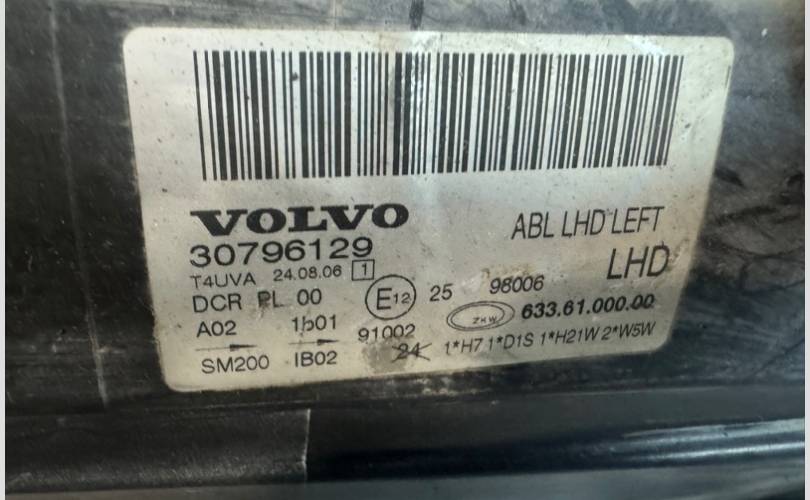 VOLVO
ABL LHD LEFT
30796129
LHD
T4UVA 24.08.06 1
DCR PL 00
E12 25 98006
A02 1b01 91002
ZKW 633.61.000.00
SM200 IB02 24 1*H7 1*D1S 1*H21W 2*W5W